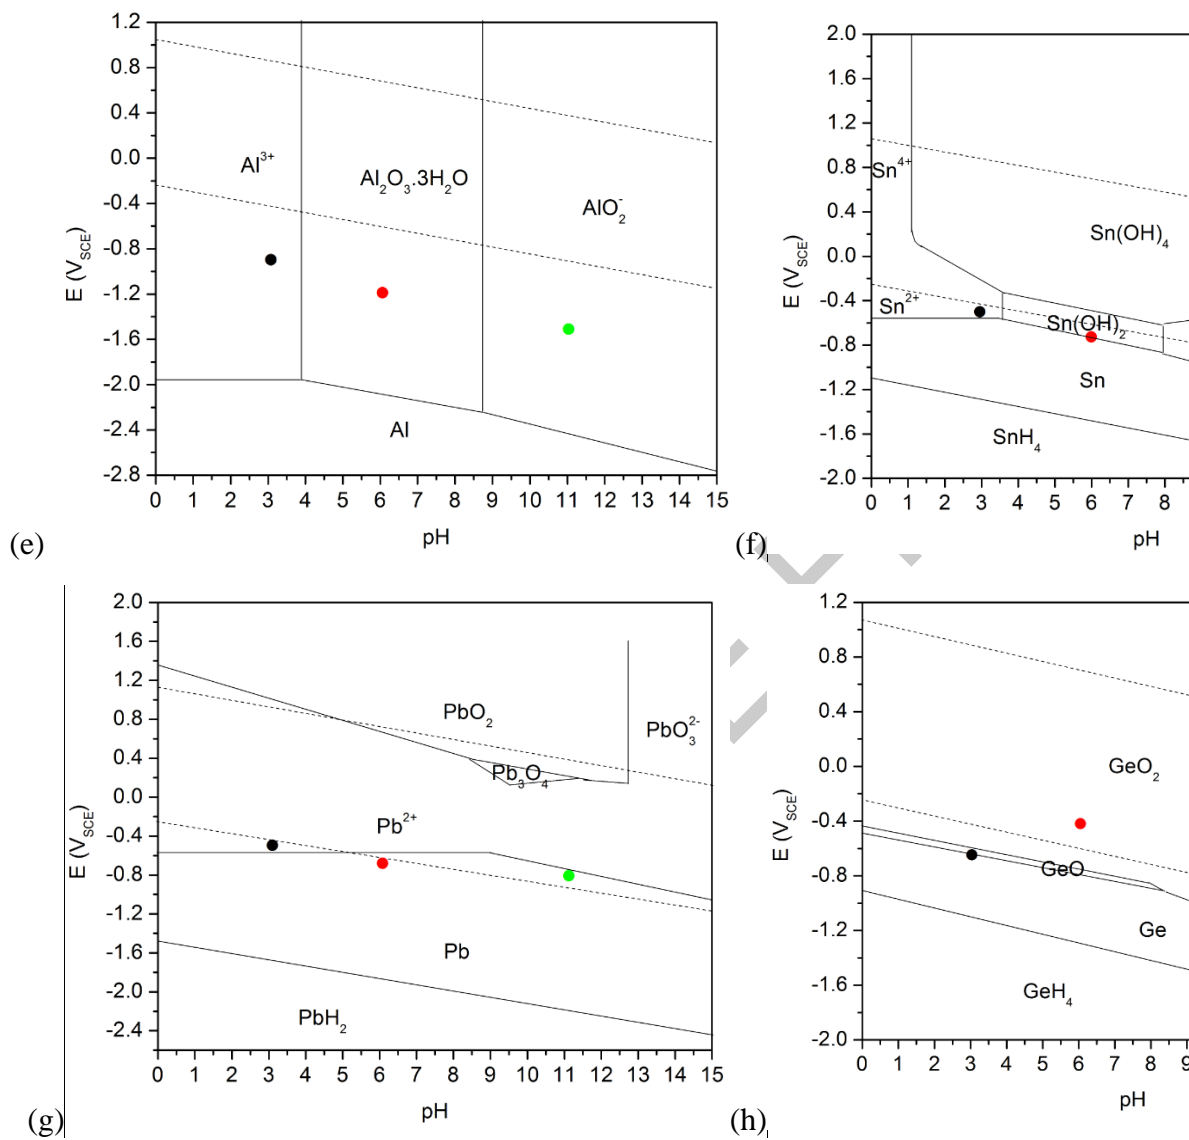 1.2
0.8
0.4
0.0
-0.4
-0.8
-1.2
-1.6
-2.0
-2.4
-2.8
E (V_SCE)
Al³⁺
Al₂O₃.3H₂O
AlO₂⁻
Al
0 1 2 3 4 5 6 7 8 9 10 11 12 13 14 15
pH
(e)
2.0
1.6
1.2
0.8
0.4
0.0
-0.4
-0.8
-1.2
-1.6
-2.0
E (V_SCE)
Sn⁴⁺
Sn(OH)₄
Sn²⁺
Sn(OH)₂
Sn
SnH₄
0 1 2 3 4 5 6 7 8
pH
(f)
2.0
1.6
1.2
0.8
0.4
0.0
-0.4
-0.8
-1.2
-1.6
-2.0
-2.4
E (V_SCE)
PbO₂
PbO₃²⁻
Pb₃O₄
Pb²⁺
Pb
PbH₂
0 1 2 3 4 5 6 7 8 9 10 11 12 13 14 15
pH
(g)
1.2
0.8
0.4
0.0
-0.4
-0.8
-1.2
-1.6
-2.0
E (V_SCE)
GeO₂
GeO
Ge
GeH₄
0 1 2 3 4 5 6 7 8 9
pH
(h)